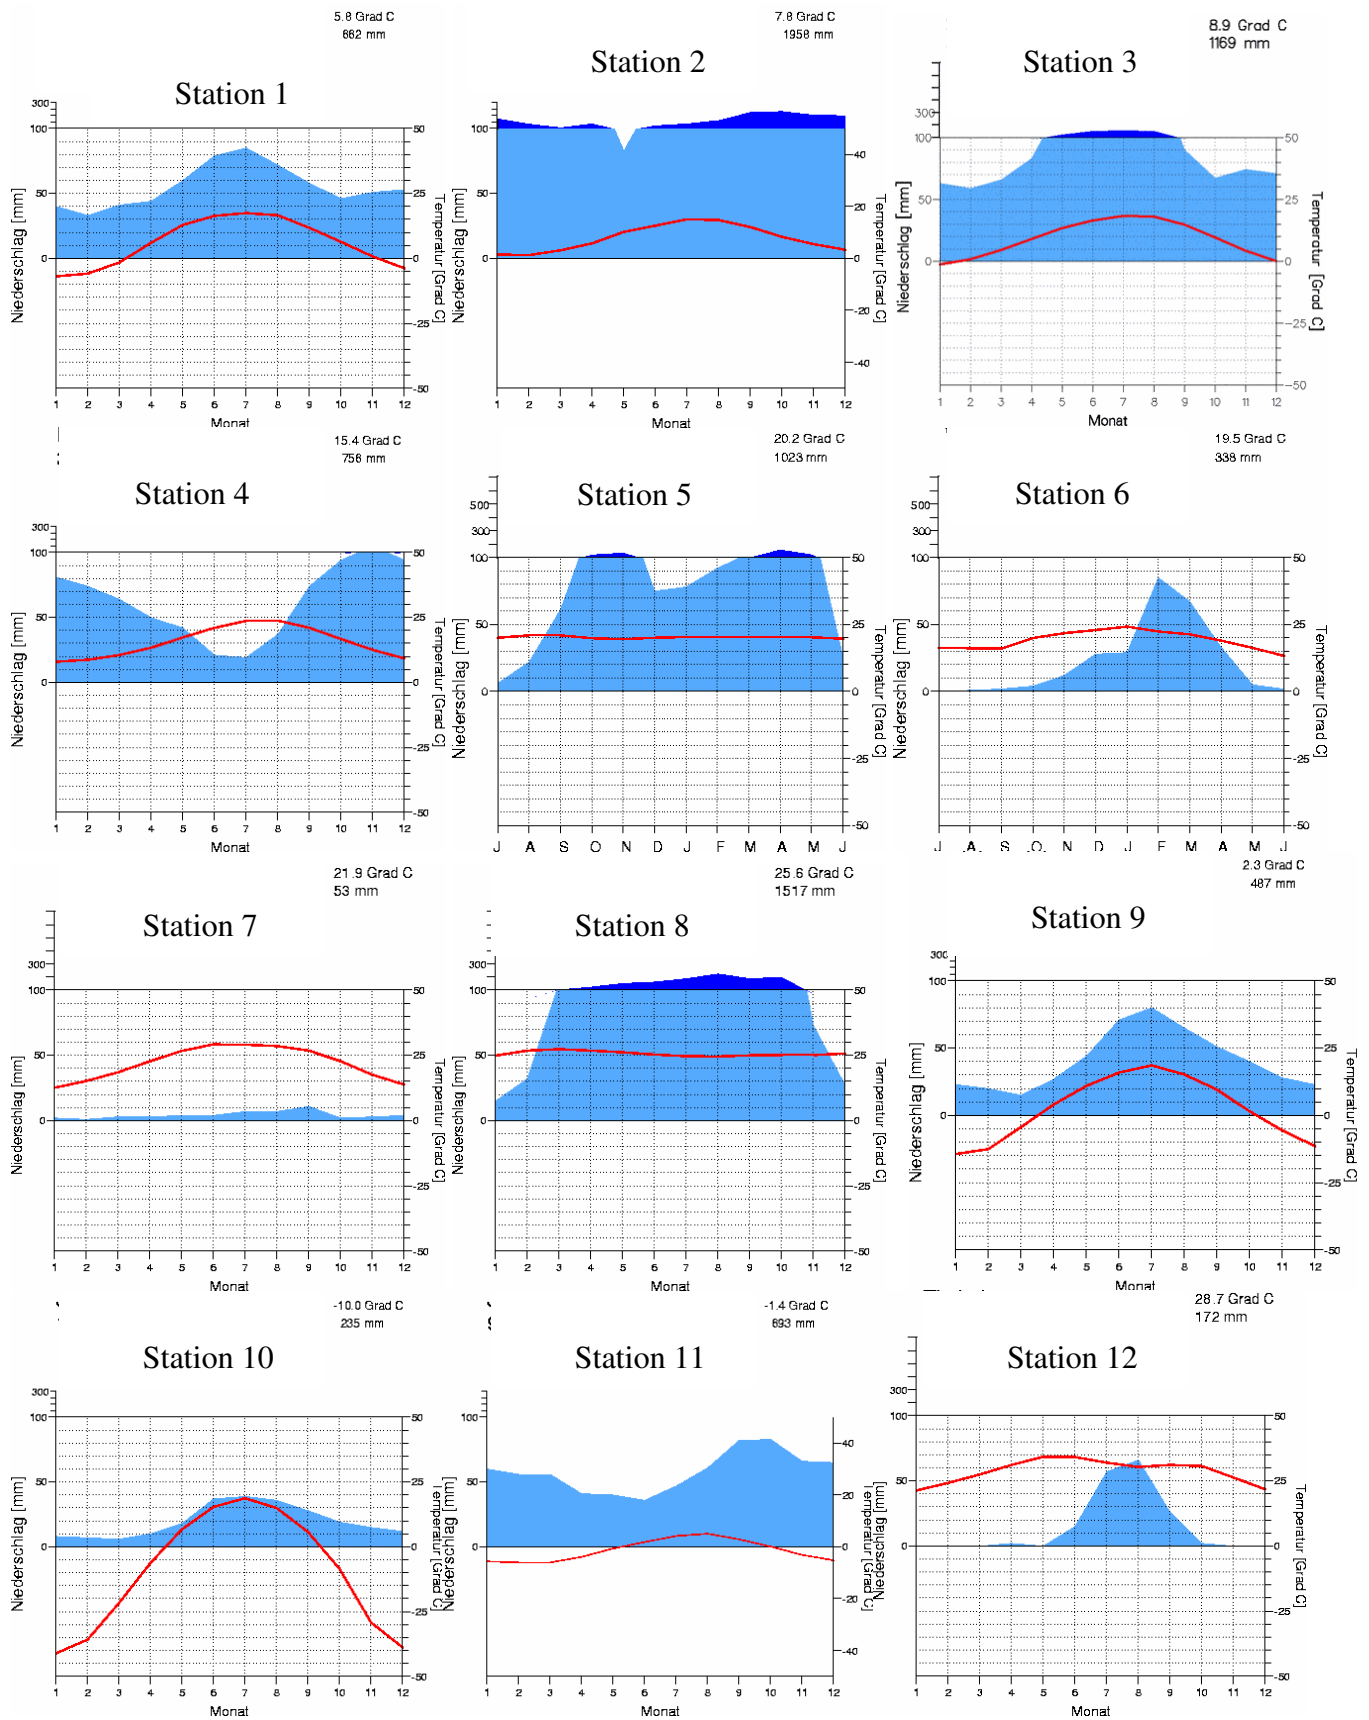 5.8 Grad C
662 mm
Station 1
300
100
50
0
50
25
0
-25
-50
Niederschlag [mm]
Temperatur [Grad C]
1 2 3 4 5 6 7 8 9 10 11 12
Monat
7.8 Grad C
1958 mm
Station 2
100
50
0
40
20
0
-20
-40
Niederschlag [mm]
Temperatur [Grad C]
1 2 3 4 5 6 7 8 9 10 11 12
Monat
8.9 Grad C
1169 mm
Station 3
300
100
50
0
50
25
0
-25
-50
Niederschlag [mm]
Temperatur [Grad C]
1 2 3 4 5 6 7 8 9 10 11 12
Monat
15.4 Grad C
756 mm
Station 4
300
100
50
0
50
25
0
-25
-50
Niederschlag [mm]
Temperatur [Grad C]
1 2 3 4 5 6 7 8 9 10 11 12
Monat
20.2 Grad C
1023 mm
Station 5
500
300
100
50
0
50
25
0
-25
-50
Niederschlag [mm]
Temperatur [Grad C]
J A S O N D J F M A M J
19.5 Grad C
338 mm
Station 6
500
300
100
50
0
50
25
0
-25
-50
Niederschlag [mm]
Temperatur [Grad C]
J A S O N D J F M A M J
21.9 Grad C
53 mm
Station 7
300
100
50
0
50
25
0
-25
-50
Niederschlag [mm]
Temperatur [Grad C]
1 2 3 4 5 6 7 8 9 10 11 12
Monat
25.6 Grad C
1517 mm
Station 8
300
100
50
0
50
25
0
-25
-50
Niederschlag [mm]
Temperatur [Grad C]
1 2 3 4 5 6 7 8 9 10 11 12
Monat
2.3 Grad C
487 mm
Station 9
300
100
50
0
50
25
0
-25
-50
Niederschlag [mm]
Temperatur [Grad C]
1 2 3 4 5 6 7 8 9 10 11 12
Monat
-10.0 Grad C
235 mm
Station 10
300
100
50
0
50
25
0
-25
-50
Niederschlag [mm]
Temperatur [Grad C]
1 2 3 4 5 6 7 8 9 10 11 12
Monat
-1.4 Grad C
693 mm
Station 11
100
50
0
40
20
0
-20
-40
Niederschlag [mm]
Temperatur [Grad C]
1 2 3 4 5 6 7 8 9 10 11 12
Monat
28.7 Grad C
172 mm
Station 12
300
100
50
0
50
25
0
-25
-50
Niederschlag [mm]
Temperatur [Grad C]
1 2 3 4 5 6 7 8 9 10 11 12
Monat